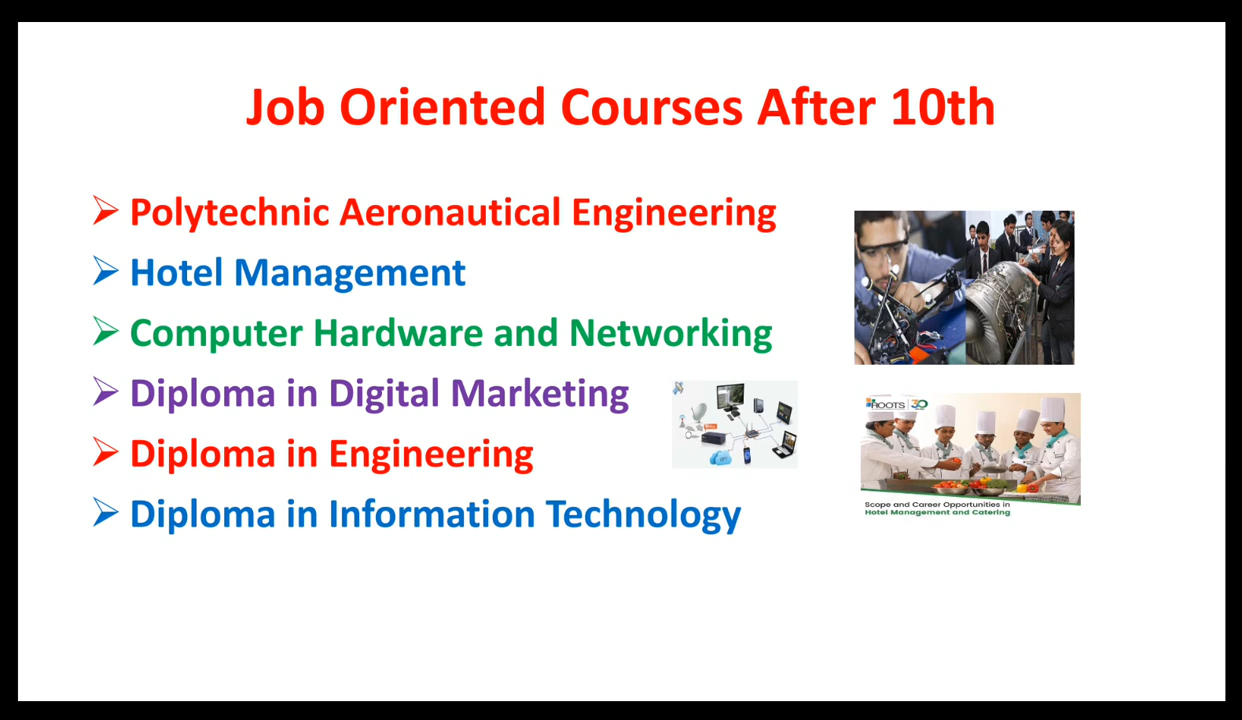 Job Oriented Courses After 10th
Polytechnic Aeronautical Engineering
Hotel Management
Computer Hardware and Networking
Diploma in Digital Marketing
Diploma in Engineering
Diploma in Information Technology
ROOTS 30
Scope and Career Opportunities in
Hotel Management and Catering